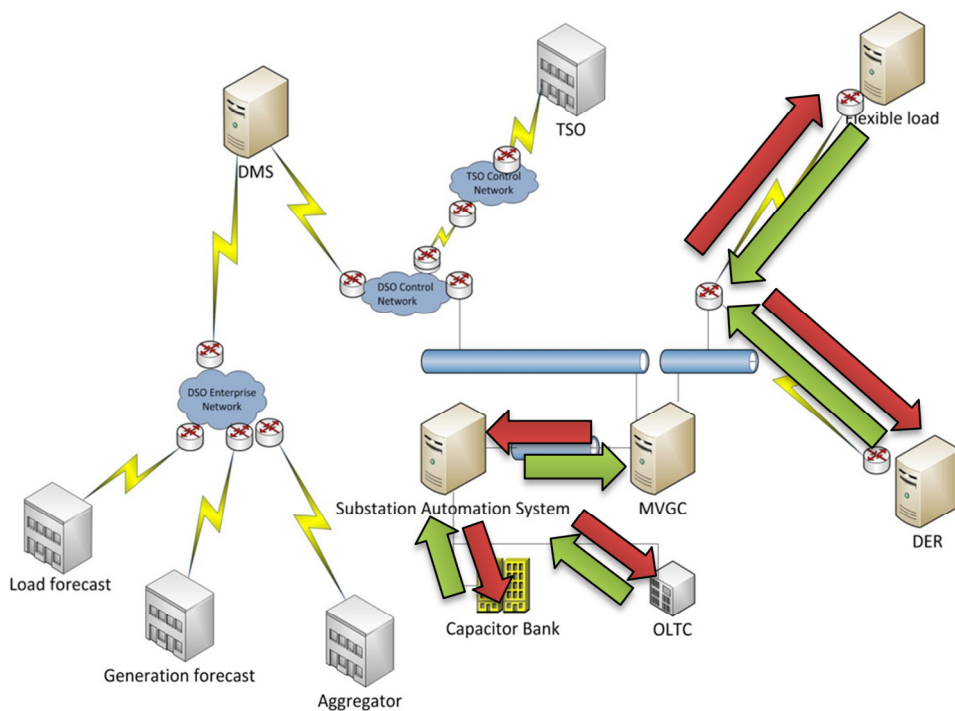 TSO
Flexible load
DMS
TSO Control
Network
DSO Control
Network
DSO Enterprise
Network
Substation Automation System
MVGC
DER
Load forecast
Capacitor Bank
OLTC
Generation forecast
Aggregator